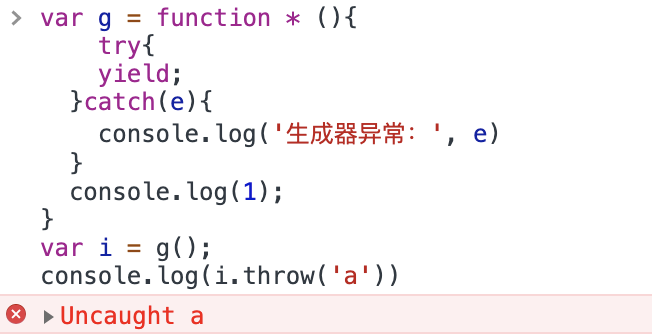 > var g = function * (){
try{
yield;
}catch(e){
console.log('生成器异常：', e)
}
console.log(1);
}
var i = g();
console.log(i.throw('a'))
Uncaught a